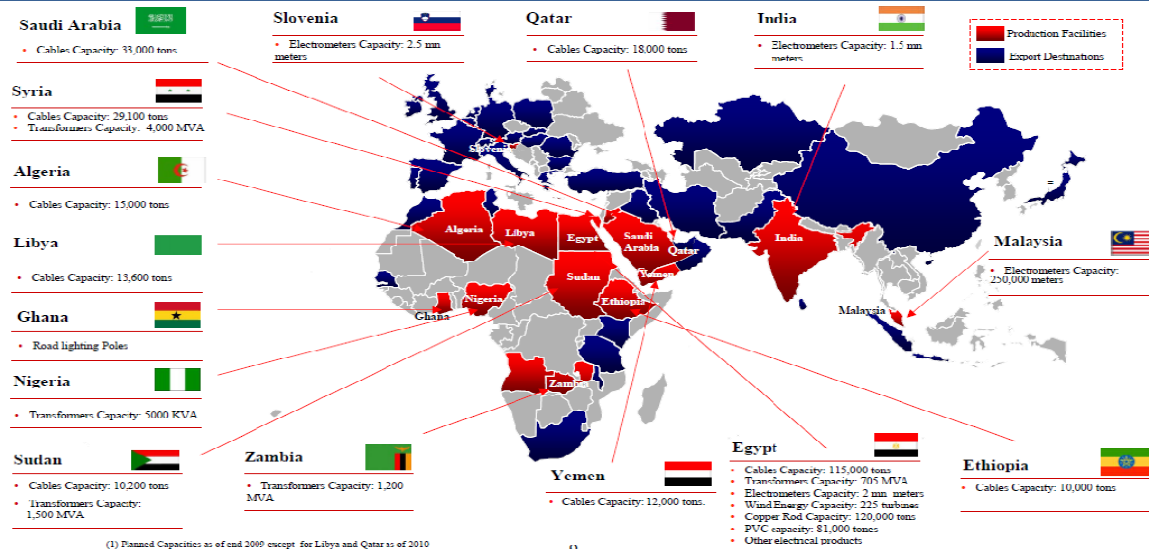 Saudi Arabia
• Cables Capacity: 33,000 tons
Slovenia
• Electrometers Capacity: 2.5 mn
meters
Qatar
• Cables Capacity: 18,000 tons
India
• Electrometers Capacity: 1.5 mn
meters
Production Facilities
Export Destinations
Syria
• Cables Capacity: 29,100 tons
• Transformers Capacity: 4,000 MVA
Algeria
• Cables Capacity: 15,000 tons
Libya
• Cables Capacity: 13,600 tons
Ghana
• Road lighting Poles
Nigeria
• Transformers Capacity: 5000 KVA
Sudan
• Cables Capacity: 10,200 tons
• Transformers Capacity:
1,500 MVA
Zambia
• Transformers Capacity: 1,200
MVA
Yemen
• Cables Capacity: 12,000 tons.
Egypt
• Cables Capacity: 115,000 tons
• Transformers Capacity: 705 MVA
• Electrometers Capacity: 2 mn meters
• Wind Energy Capacity: 225 turbines
• Copper Rod Capacity: 120,000 tons
• PVC capacity: 81,000 tones
• Other electrical products
Ethiopia
• Cables Capacity: 10,000 tons
Malaysia
• Electrometers Capacity:
250,000 meters
Algeria
Libya
Egypt
Saudi
Arabia
Qatar
India
Sudan
Yemen
Nigeria
Ethiopia
Ghana
Malaysia
(1) Planned Capacities as of end 2009 except for Libya and Qatar as of 2010